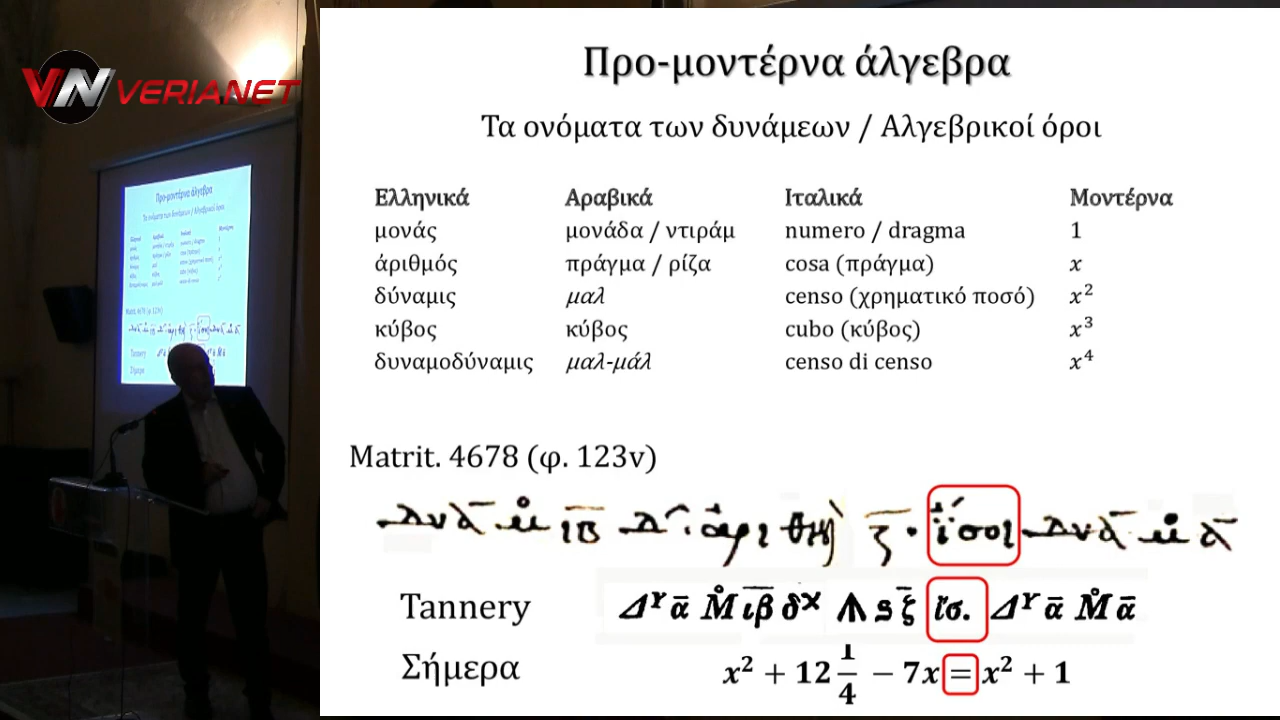 VERIANET
Προ-μοντέρνα άλγεβρα
Τα ονόματα των δυνάμεων / Αλγεβρικοί όροι
Ελληνικά Αραβικά Ιταλικά Μοντέρνα
μονάς μονάδα / ντιράμ numero / dragma 1
ἀριθμός πράγμα / ρίζα cosa (πράγμα) x
δύναμις μαλ censo (χρηματικό ποσό) x²
κύβος κύβος cubo (κύβος) x³
δυναμοδύναμις μαλ-μάλ censo di censo x⁴
Matrit. 4678 (φ. 123v)
Tannery Δ^Υ ᾱ M̊ ιβ̅ δ^× ⩚ ς ζ̄ ἴσ. Δ^Υ ᾱ M̊ ᾱ
Σήμερα x² + 12 1/4 − 7x = x² + 1